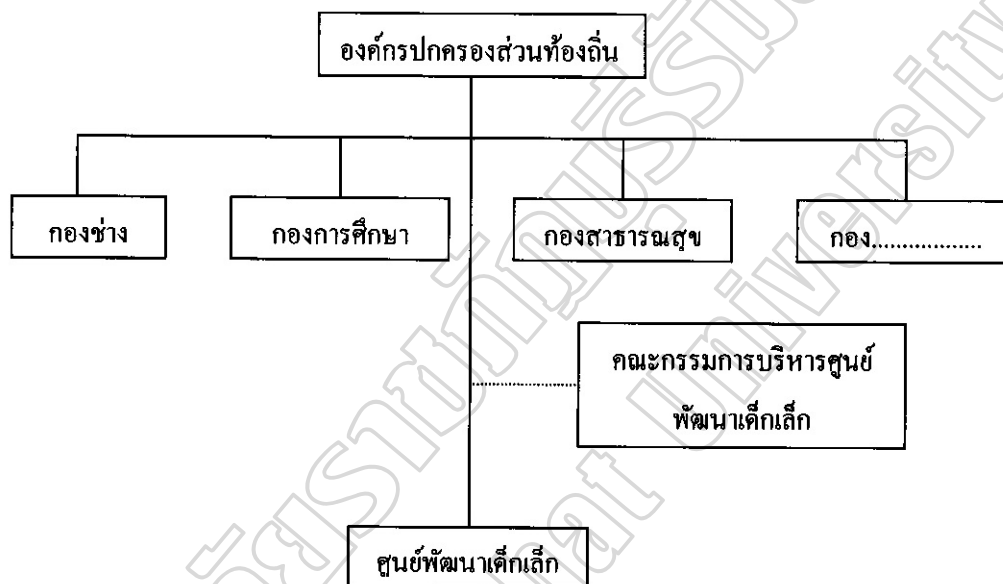 องค์กรปกครองส่วนท้องถิ่น
กองช่าง
กองการศึกษา
กองสาธารณสุข
กอง..................
คณะกรรมการบริหารศูนย์
พัฒนาเด็กเล็ก
ศูนย์พัฒนาเด็กเล็ก